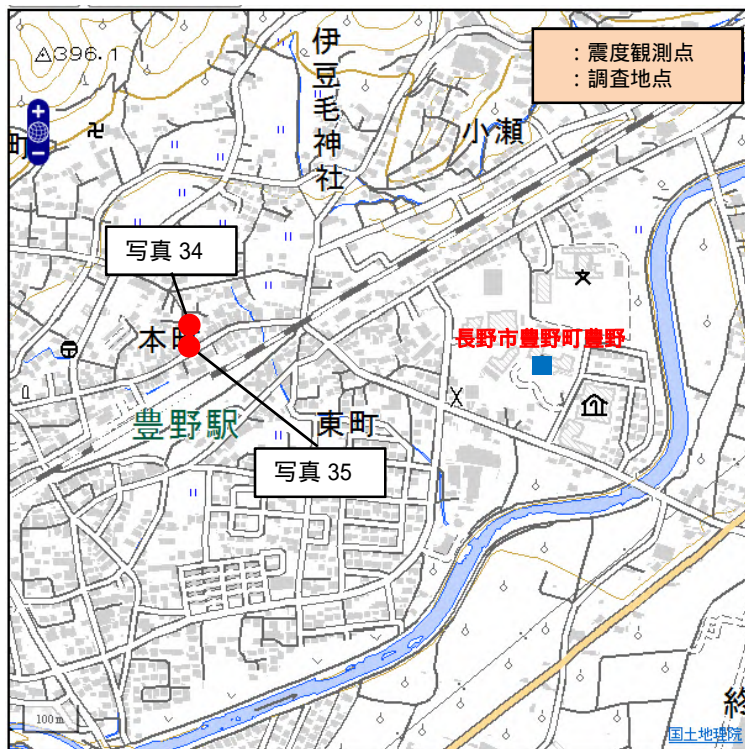 △396.1
伊豆毛神社
：震度観測点
：調査地点
町
小瀬
写真 34
本町
長野市豊野町豊野
豊野駅
東町
写真 35
100m
国土地理院